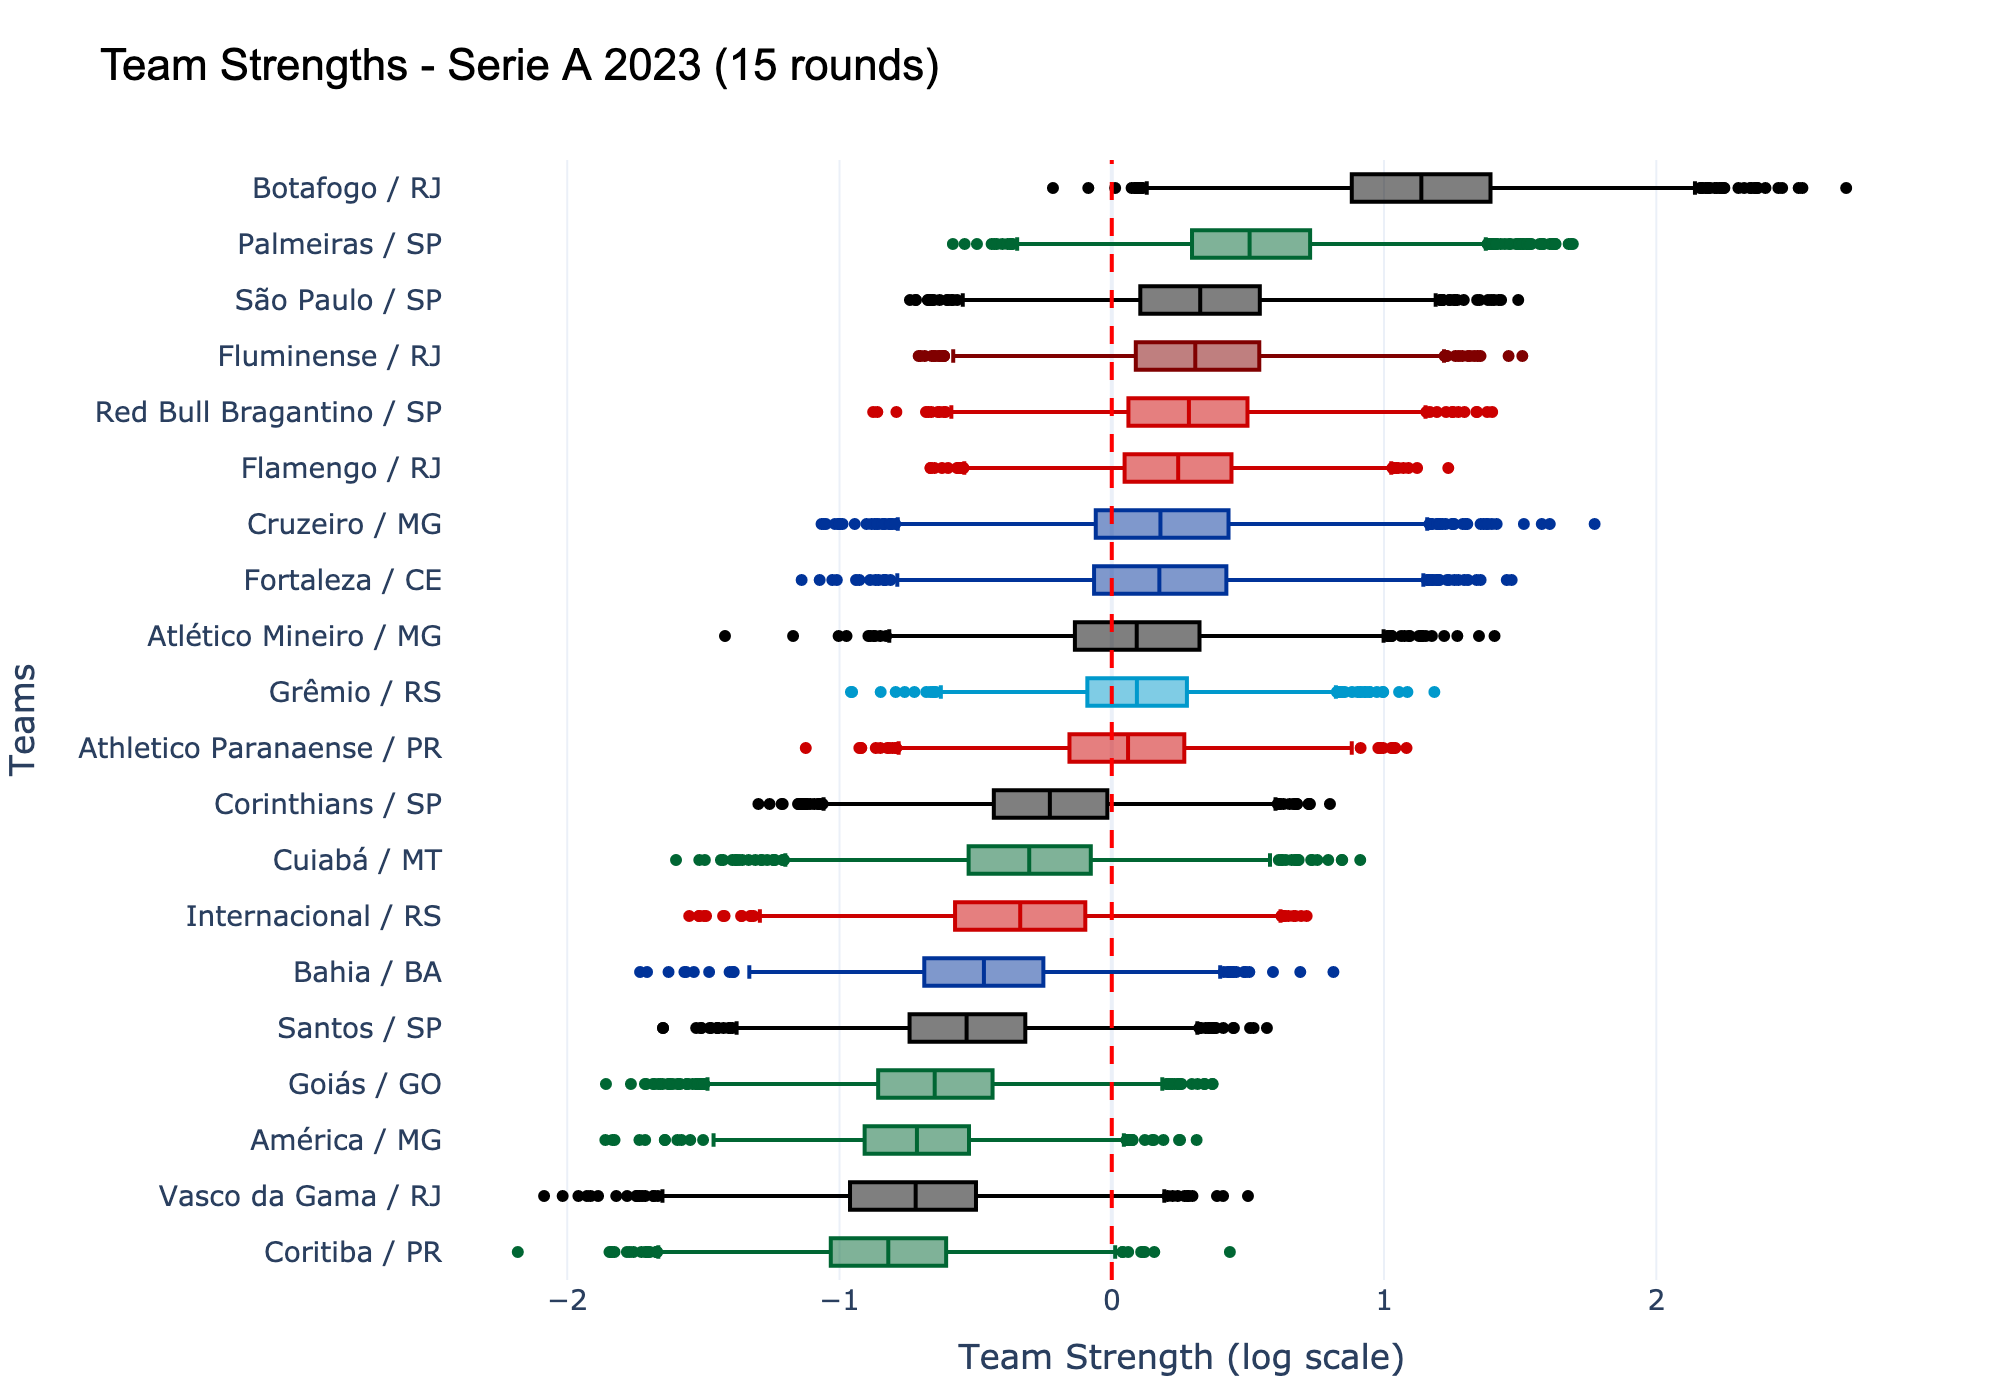 Team Strengths - Serie A 2023 (15 rounds)
Botafogo / RJ
Palmeiras / SP
São Paulo / SP
Fluminense / RJ
Red Bull Bragantino / SP
Flamengo / RJ
Cruzeiro / MG
Fortaleza / CE
Atlético Mineiro / MG
Grêmio / RS
Athletico Paranaense / PR
Corinthians / SP
Cuiabá / MT
Internacional / RS
Bahia / BA
Santos / SP
Goiás / GO
América / MG
Vasco da Gama / RJ
Coritiba / PR
Teams
−2 −1 0 1 2
Team Strength (log scale)